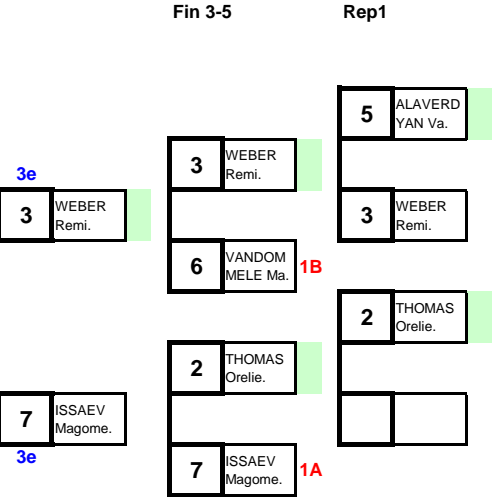 Fin 3-5 Rep1
5 ALAVERD
YAN Va.
3 WEBER
Remi.
3e
3 WEBER
Remi.
3 WEBER
Remi.
6 VANDOM
MELE Ma. 1B
2 THOMAS
Orelie.
2 THOMAS
Orelie.
7 ISSAEV
Magome.
3e
7 ISSAEV
Magome. 1A